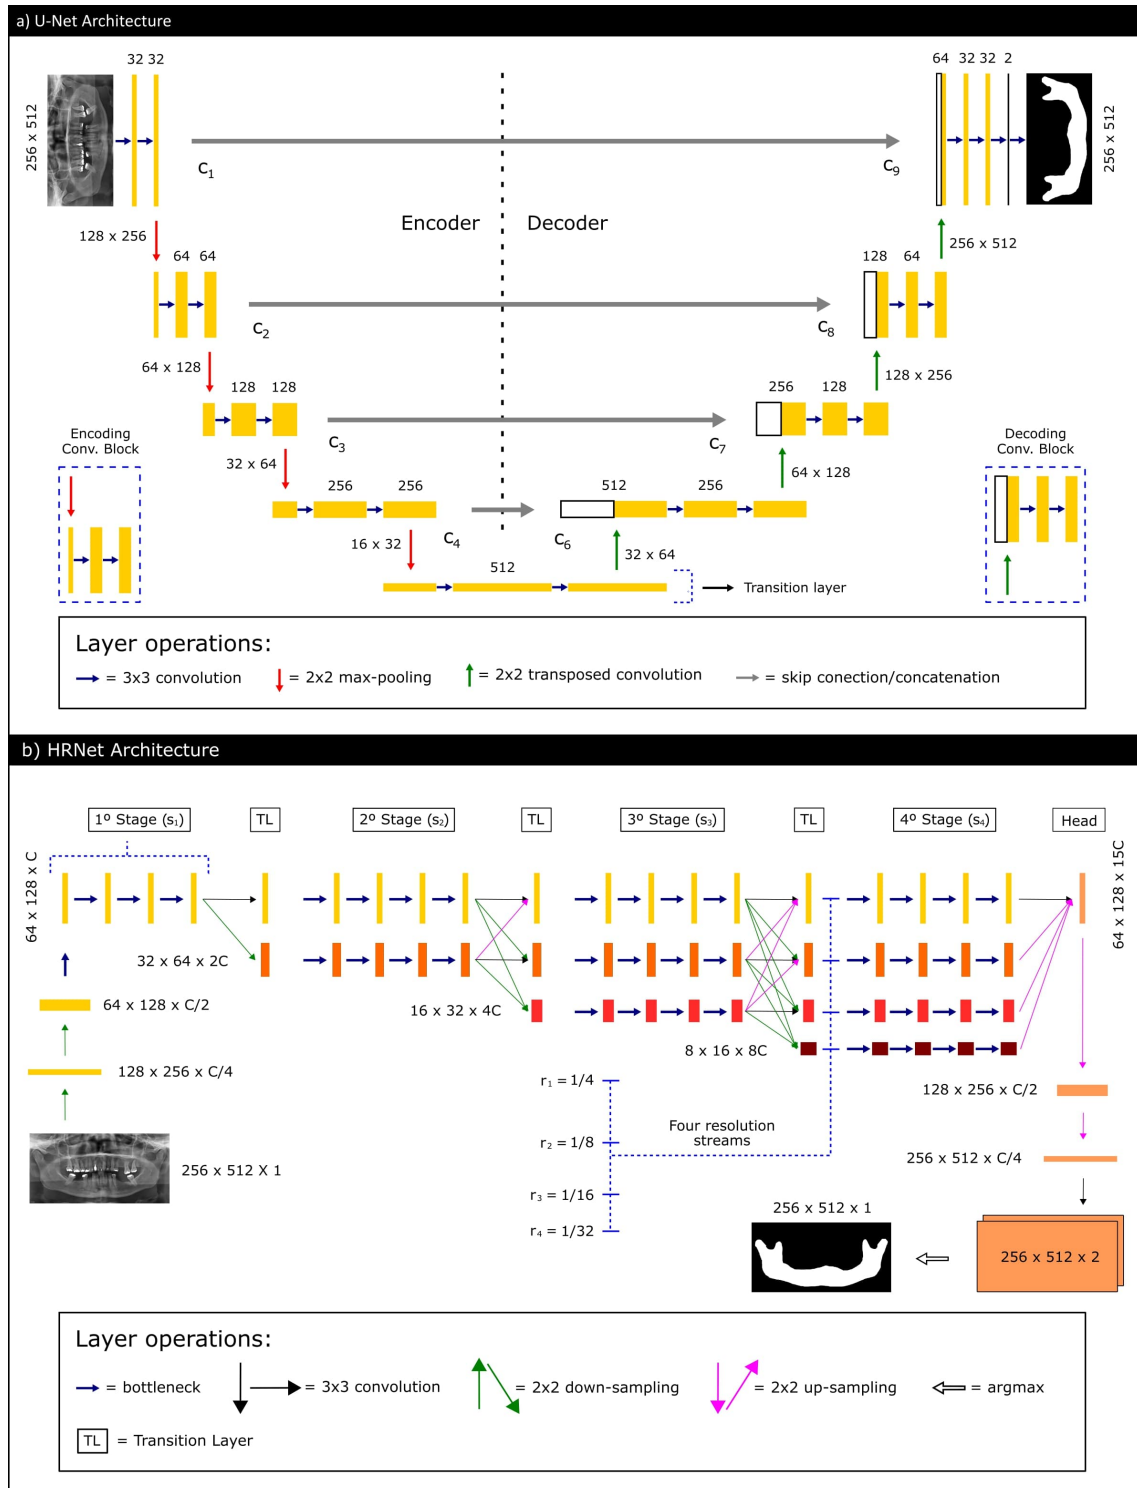 a) U-Net Architecture
32 32
64 32 32 2
256 x 512
256 x 512
C1
C9
128 x 256
Encoder
Decoder
256 x 512
64 64
128 64
C2
C8
64 x 128
128 x 256
128 128
256 128
Encoding
Conv. Block
C3
C7
Decoding
Conv. Block
32 x 64
64 x 128
256 256
512 256
C4
C6
16 x 32
32 x 64
512
Transition layer
Layer operations:
= 3x3 convolution
= 2x2 max-pooling
= 2x2 transposed convolution
= skip conection/concatenation
b) HRNet Architecture
1º Stage (s1)
TL
2º Stage (s2)
TL
3º Stage (s3)
TL
4º Stage (s4)
Head
64 x 128 x C
64 x 128 x 15C
32 x 64 x 2C
64 x 128 x C/2
16 x 32 x 4C
8 x 16 x 8C
128 x 256 x C/4
r1 = 1/4
128 x 256 x C/2
Four resolution
streams
r2 = 1/8
256 x 512 x C/4
256 x 512 X 1
r3 = 1/16
256 x 512 x 1
r4 = 1/32
256 x 512 x 2
Layer operations:
= bottleneck
= 3x3 convolution
= 2x2 down-sampling
= 2x2 up-sampling
= argmax
TL = Transition Layer